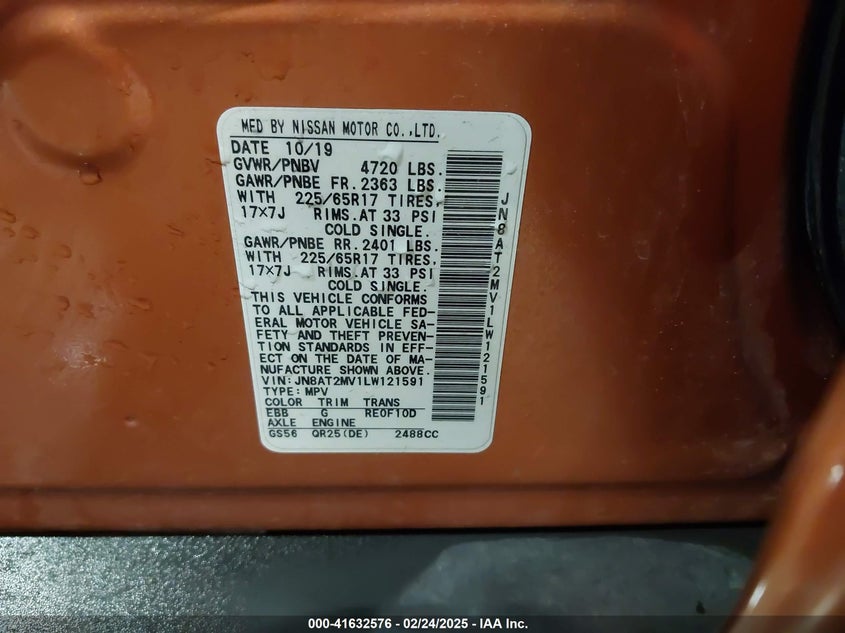 MFD BY NISSAN MOTOR CO.,LTD.
DATE 10/19
GVWR/PNBV 4720 LBS.
GAWR/PNBE FR. 2363 LBS.
WITH 225/65R17 TIRES,
17×7J RIMS.AT 33 PSI
COLD SINGLE.
GAWR/PNBE RR. 2401 LBS.
WITH 225/65R17 TIRES,
17×7J RIMS.AT 33 PSI
COLD SINGLE.
THIS VEHICLE CONFORMS
TO ALL APPLICABLE FED-
ERAL MOTOR VEHICLE SA-
FETY AND THEFT PREVEN-
TION STANDARDS IN EFF-
ECT ON THE DATE OF MA-
NUFACTURE SHOWN ABOVE.
VIN:JN8AT2MV1LW121591
TYPE:MPV
COLOR TRIM TRANS
EBB G RE0F10D
AXLE ENGINE
GS56 QR25(DE) 2488CC
JN8AT2MV1LW121591
000-41632576 - 02/24/2025 - IAA Inc.